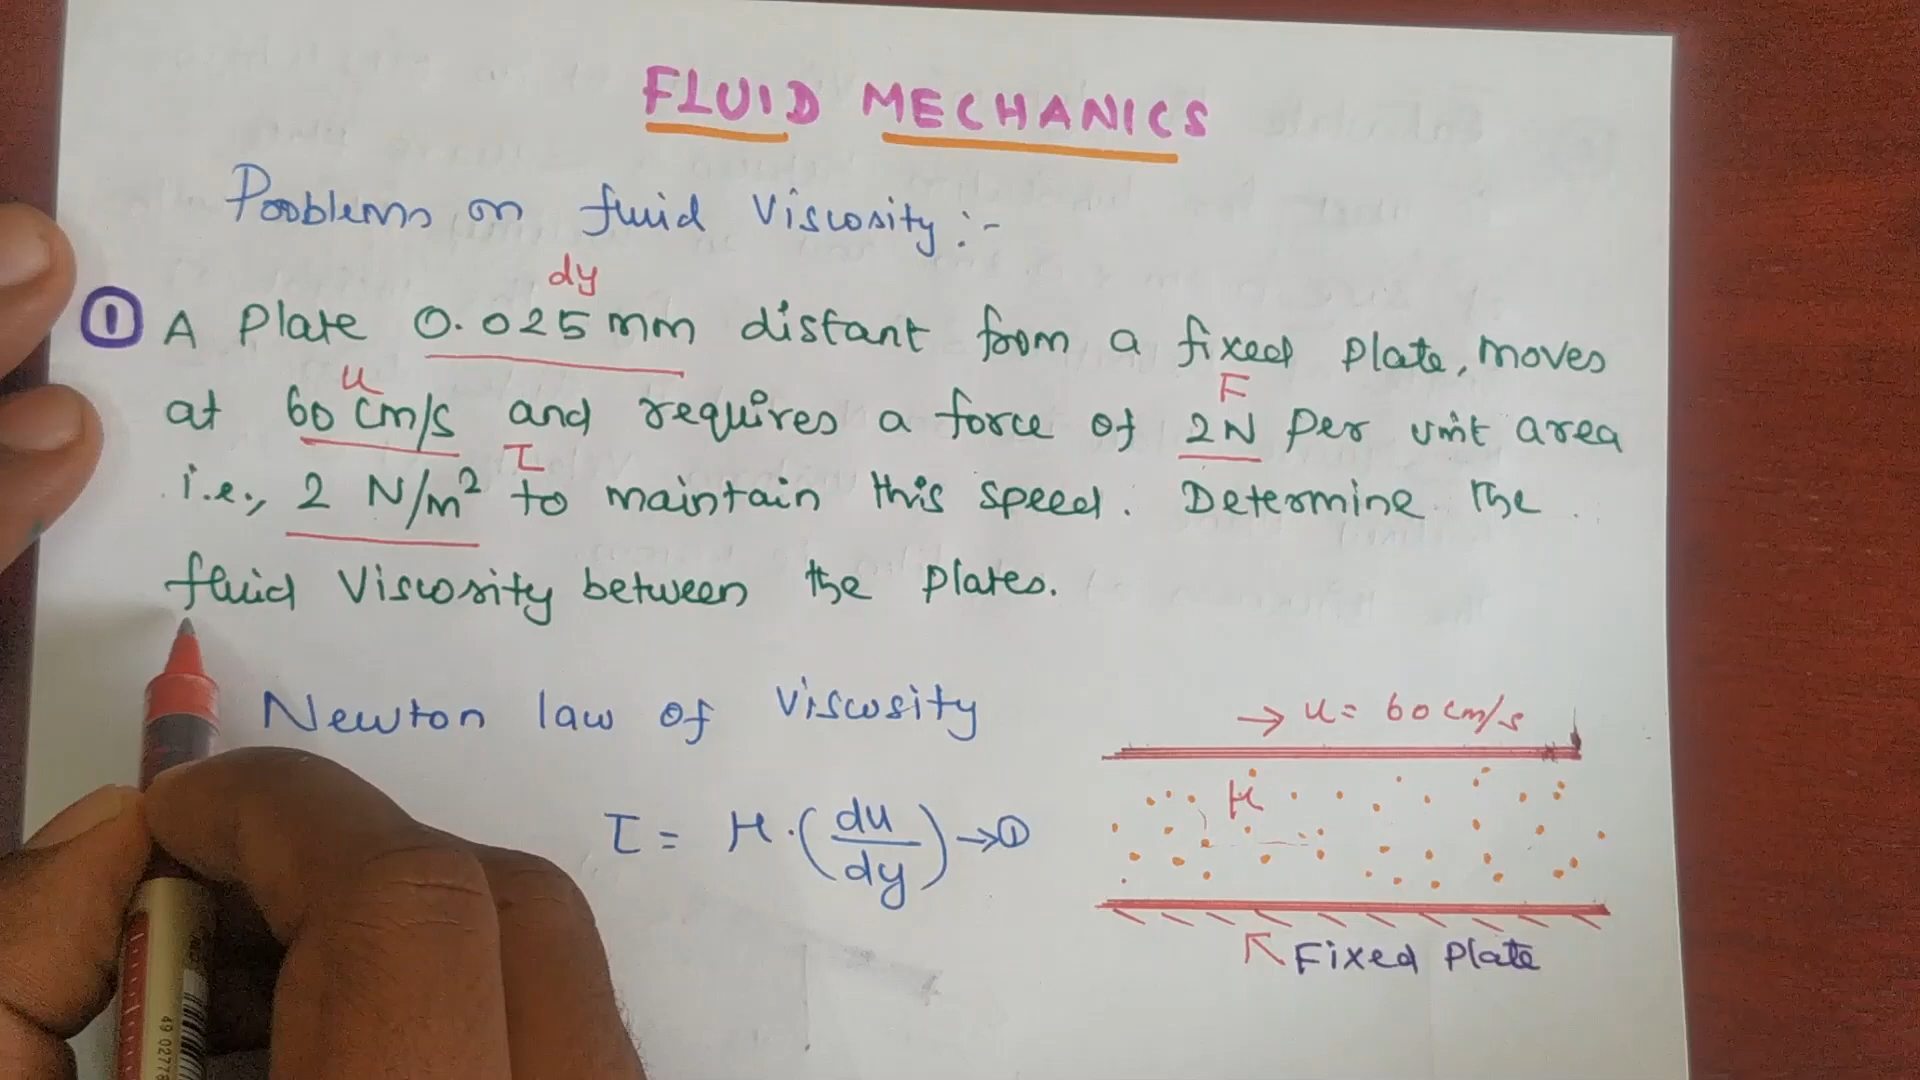 FLUID MECHANICS
Problems on fluid Viscosity :-
dy
① A Plate 0.025 mm distant from a fixed plate, moves
u F
at 60 cm/s and requires a force of 2N Per unit area
τ
i.e., 2 N/m² to maintain this speed. Determine the
fluid Viscosity between the plates.
Newton law of Viscosity
→ u = 60 cm/s
μ
τ = μ·(du/dy) → ①
Fixed Plate